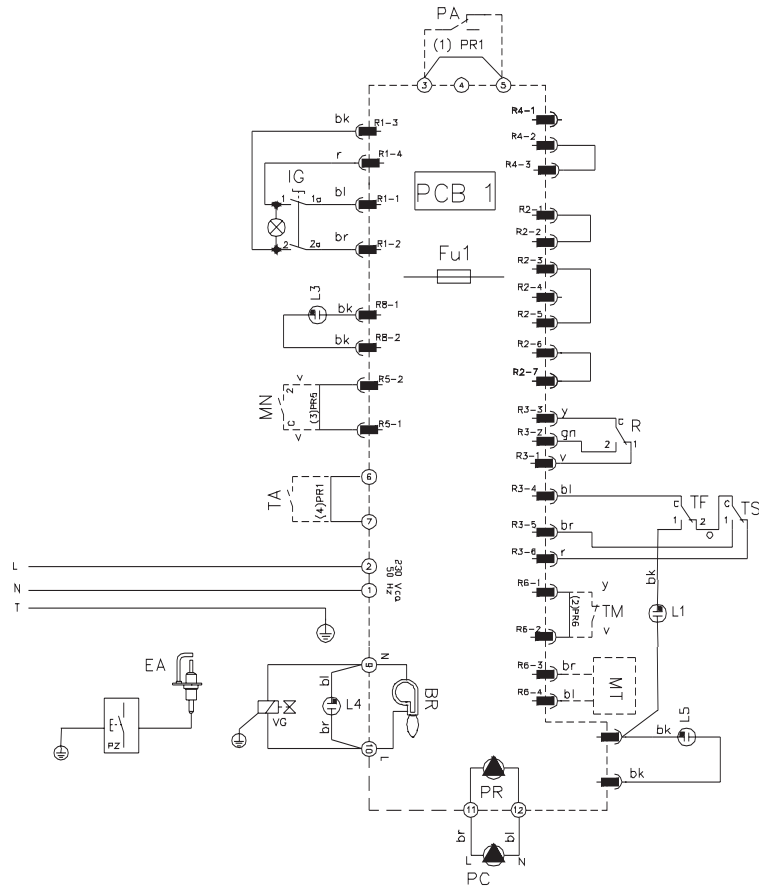 PA
(1) PR1
3 4 5
bk R1-3
r R1-4
IG
1 1a bl R1-1
2 2a br R1-2
PCB 1
Fu1
L3
bk R8-1
bk R8-2
MN
v R5-2
2
(3)PR6
C
v R5-1
TA
(4)PR1
6
7
L 2
N 1
T
230 Vca
50 Hz
EA
PZ
VG
N
9
bl
L4
br
10
L
BR
PR
11 12
br bl
L N
PC
R4-1
R4-2
R4-3
R2-1
R2-2
R2-3
R2-4
R2-5
R2-6
R2-7
R3-3 y
R3-2 gn
R3-1 v
C
R
2 1
R3-4 bl
R3-5 br
R3-6 r
C
TF
1 2
C
TS
1
bk
L1
R6-1 y
(2)PR6
TM
R6-2 v
R6-3 br
R6-4 bl
MT
bk L5
bk